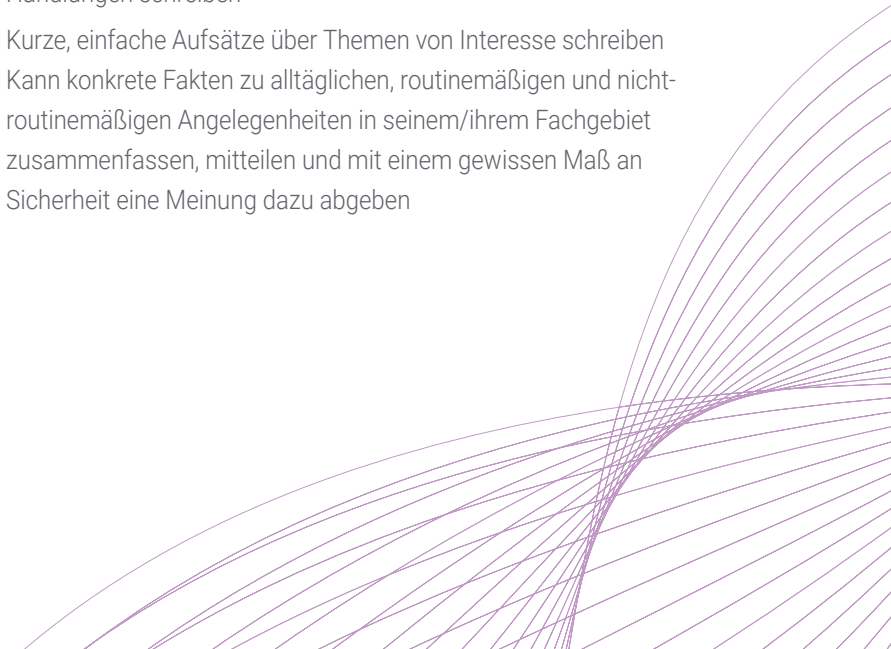 Handlungen schreiben
Kurze, einfache Aufsätze über Themen von Interesse schreiben
Kann konkrete Fakten zu alltäglichen, routinemäßigen und nicht-
routinemäßigen Angelegenheiten in seinem/ihrem Fachgebiet
zusammenfassen, mitteilen und mit einem gewissen Maß an
Sicherheit eine Meinung dazu abgeben